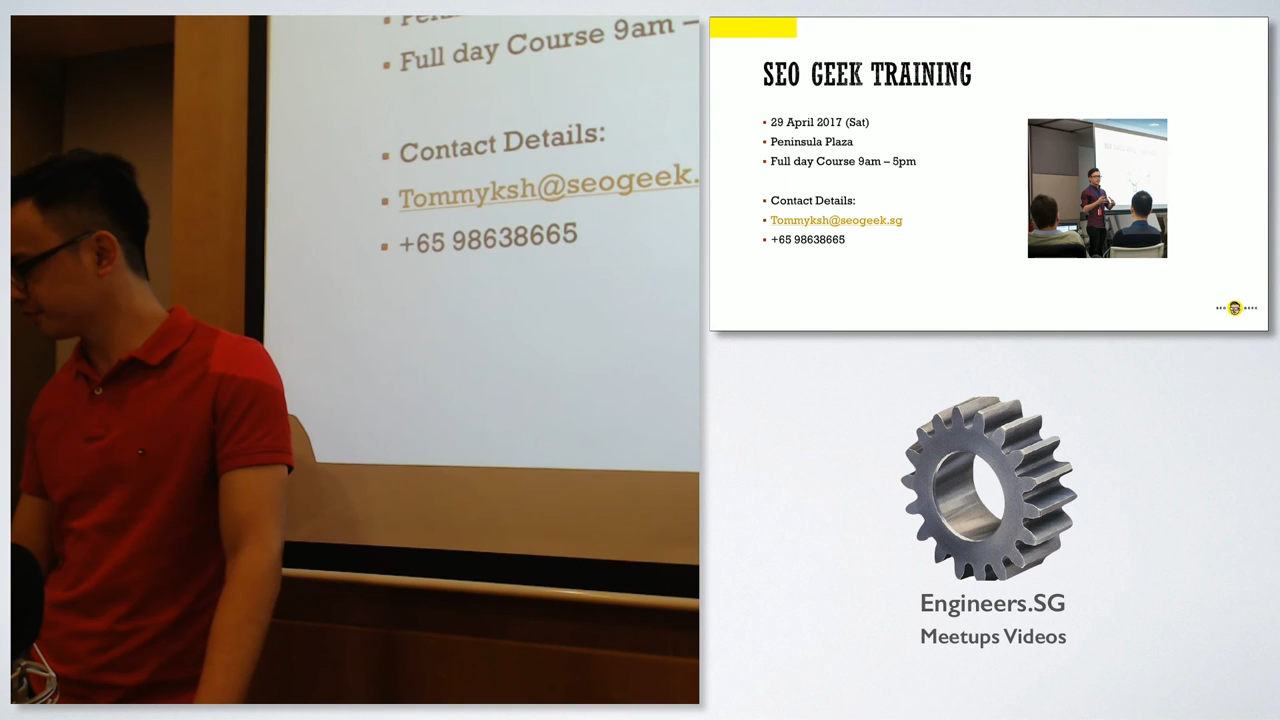 Full day Course 9am –
Contact Details:
Tommyksh@seogeek.
+65 98638665
SEO GEEK TRAINING
29 April 2017 (Sat)
Peninsula Plaza
Full day Course 9am – 5pm
Contact Details:
Tommyksh@seogeek.sg
+65 98638665
Engineers.SG
Meetups Videos